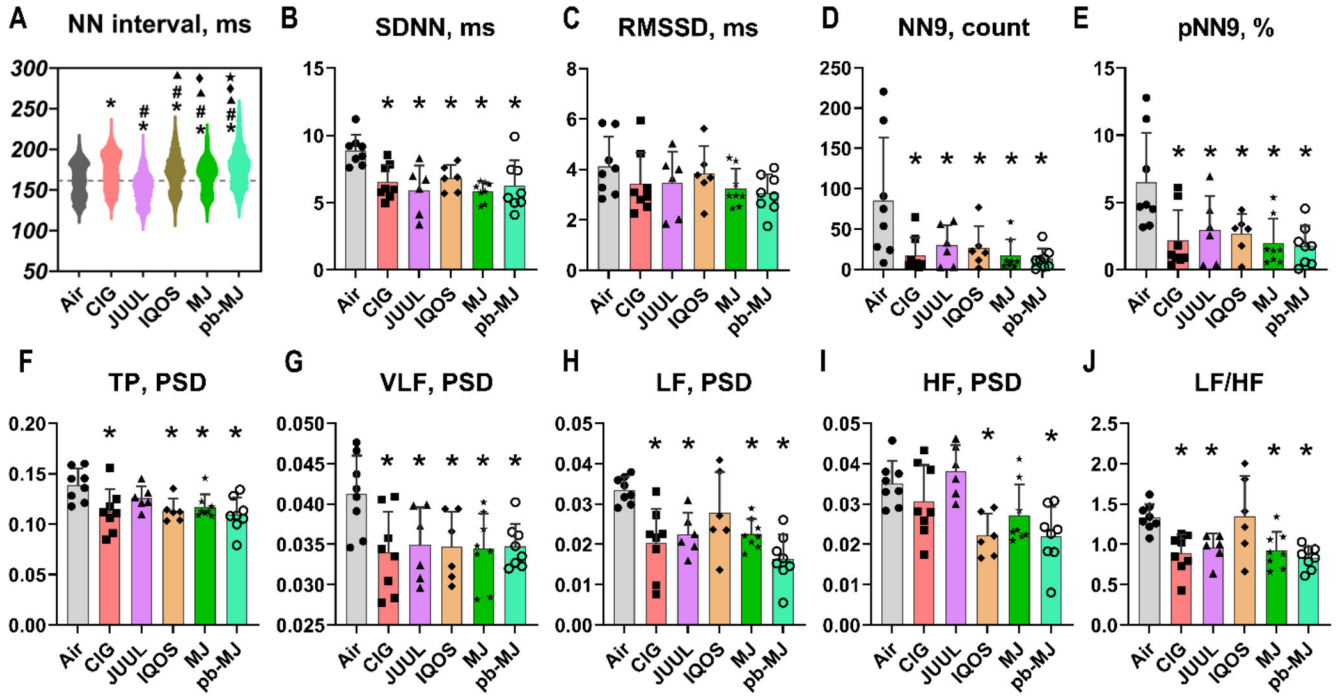 A NN interval, ms
300
250
200
150
100
50
* # * # * # * # *
Air CIG JUUL IQOS MJ pb-MJ
B SDNN, ms
15
10
5
0
* * * * *
Air CIG JUUL IQOS MJ pb-MJ
C RMSSD, ms
8
6
4
2
0
Air CIG JUUL IQOS MJ pb-MJ
D NN9, count
250
200
150
100
50
0
* * * * *
Air CIG JUUL IQOS MJ pb-MJ
E pNN9, %
15
10
5
0
* * * * *
Air CIG JUUL IQOS MJ pb-MJ
F TP, PSD
0.20
0.15
0.10
0.05
0.00
* * * *
Air CIG JUUL IQOS MJ pb-MJ
G VLF, PSD
0.050
0.045
0.040
0.035
0.030
0.025
* * * * *
Air CIG JUUL IQOS MJ pb-MJ
H LF, PSD
0.05
0.04
0.03
0.02
0.01
0.00
* * * *
Air CIG JUUL IQOS MJ pb-MJ
I HF, PSD
0.05
0.04
0.03
0.02
0.01
0.00
* *
Air CIG JUUL IQOS MJ pb-MJ
J LF/HF
2.5
2.0
1.5
1.0
0.5
0.0
* * * *
Air CIG JUUL IQOS MJ pb-MJ